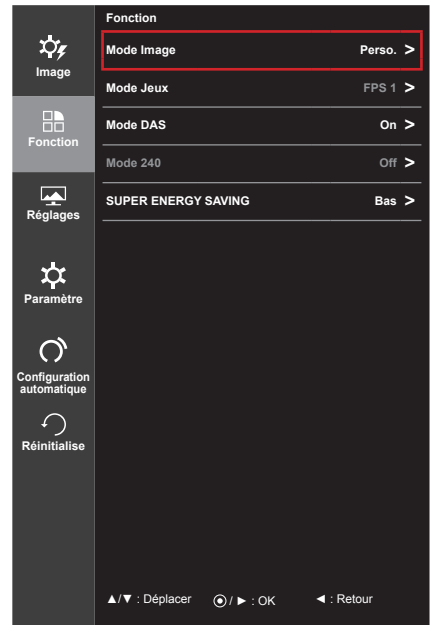 Fonction
Image
Fonction
Réglages
Paramètre
Configuration
automatique
Réinitialise
Mode Image Perso. >
Mode Jeux FPS 1 >
Mode DAS On >
Mode 240 Off >
SUPER ENERGY SAVING Bas >
▲/▼ : Déplacer ⦿/ ► : OK ◄ : Retour